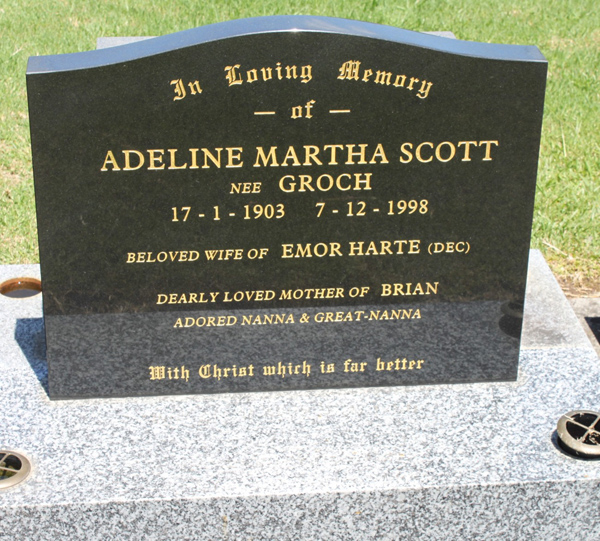 In Loving Memory
— of —
ADELINE MARTHA SCOTT
NEE GROCH
17 - 1 - 1903 7 - 12 - 1998
BELOVED WIFE OF EMOR HARTE (DEC)
DEARLY LOVED MOTHER OF BRIAN
ADORED NANNA & GREAT-NANNA
With Christ which is far better